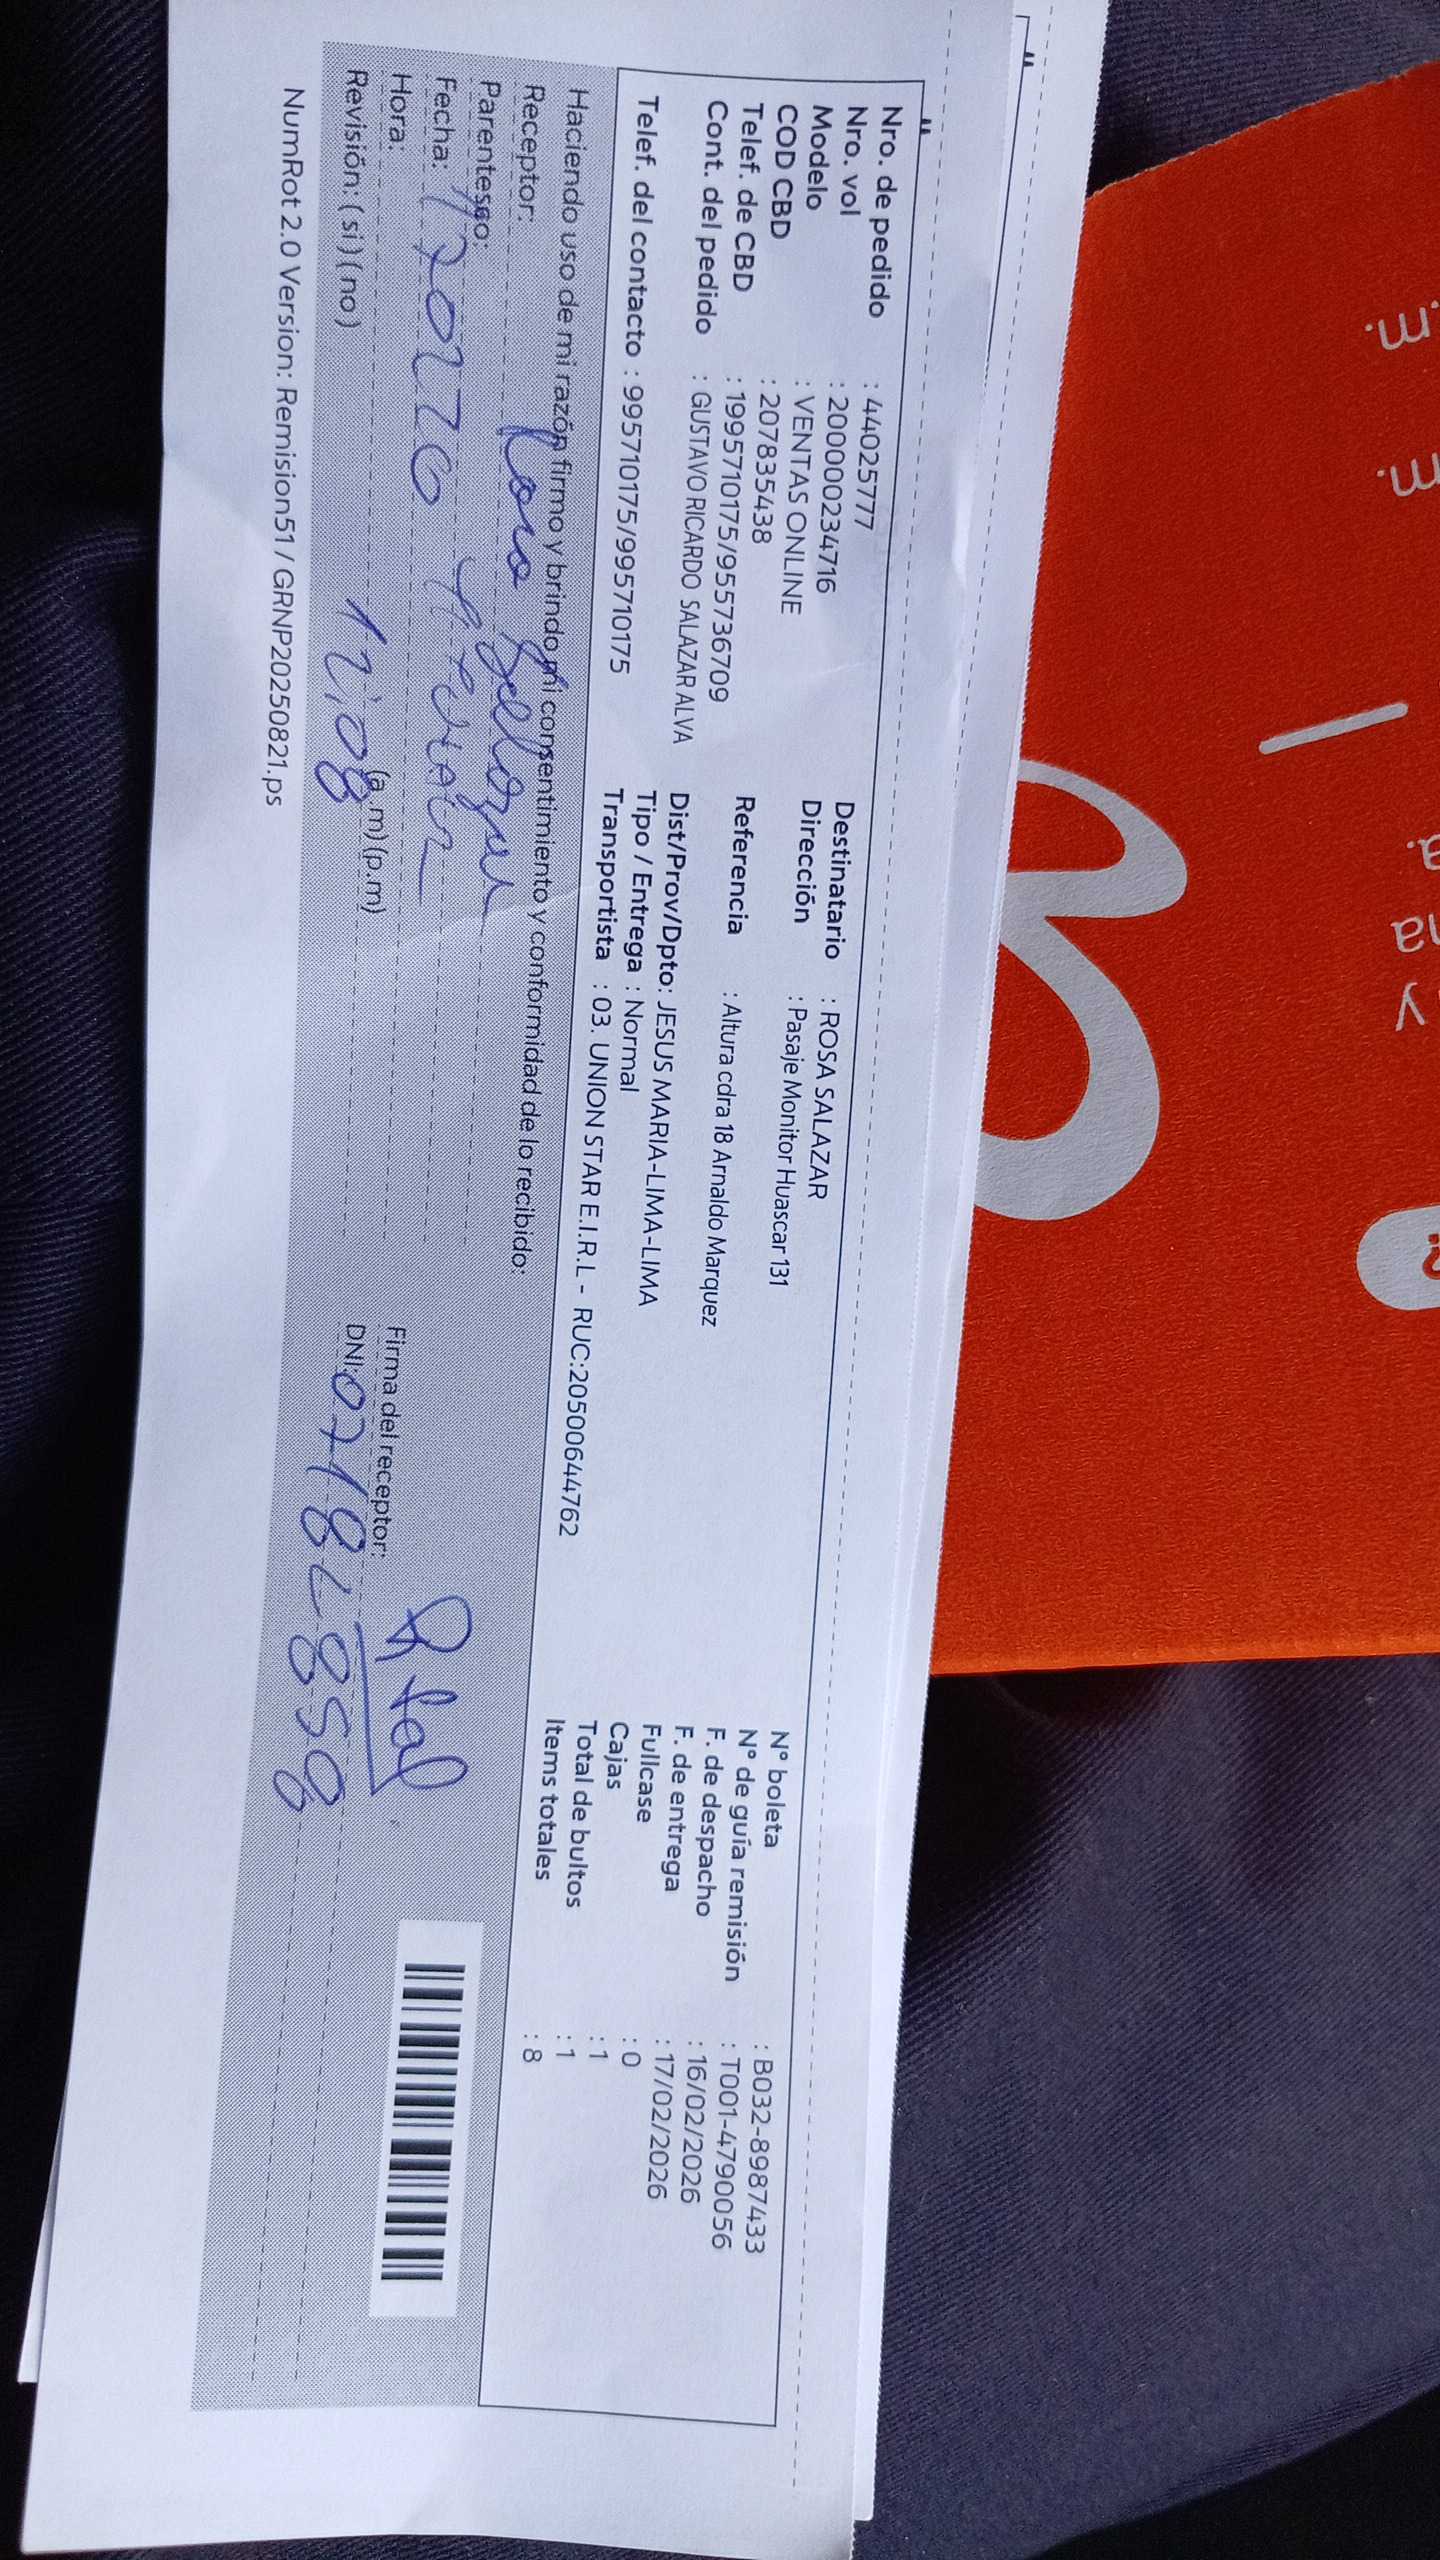 Nro. de pedido : 44025777
Nro. vol : 2000000234716
Modelo : VENTAS ONLINE
COD CBD : 207835438
Telef. de CBD : 1995710175/955736709
Cont. del pedido : GUSTAVO RICARDO SALAZAR ALVA
Telef. del contacto : 995710175/995710175
Destinatario : ROSA SALAZAR
Dirección : Pasaje Monitor Huascar 131
Referencia : Altura cdra 18 Arnaldo Marquez
Dist/Prov/Dpto: JESUS MARIA-LIMA-LIMA
Tipo / Entrega : Normal
Transportista : 03. UNION STAR E.I.R.L - RUC:20500644762
N° boleta : B032-8987433
N° de guía remisión : T001-4790056
F. de despacho : 16/02/2026
F. de entrega : 17/02/2026
Fullcase : 0
Cajas : 1
Total de bultos : 1
Items totales : 8
Haciendo uso de mi razón firmo y brindo mi consentimiento y conformidad de lo recibido:
Receptor:
Parentesco:
Fecha:
Hora: 12:08 (a.m)(p.m)
Revisión: (si) (no)
Firma del receptor:
DNI: 07182858
NumRot 2.0 Version: Remision51 / GRNP20250821.ps